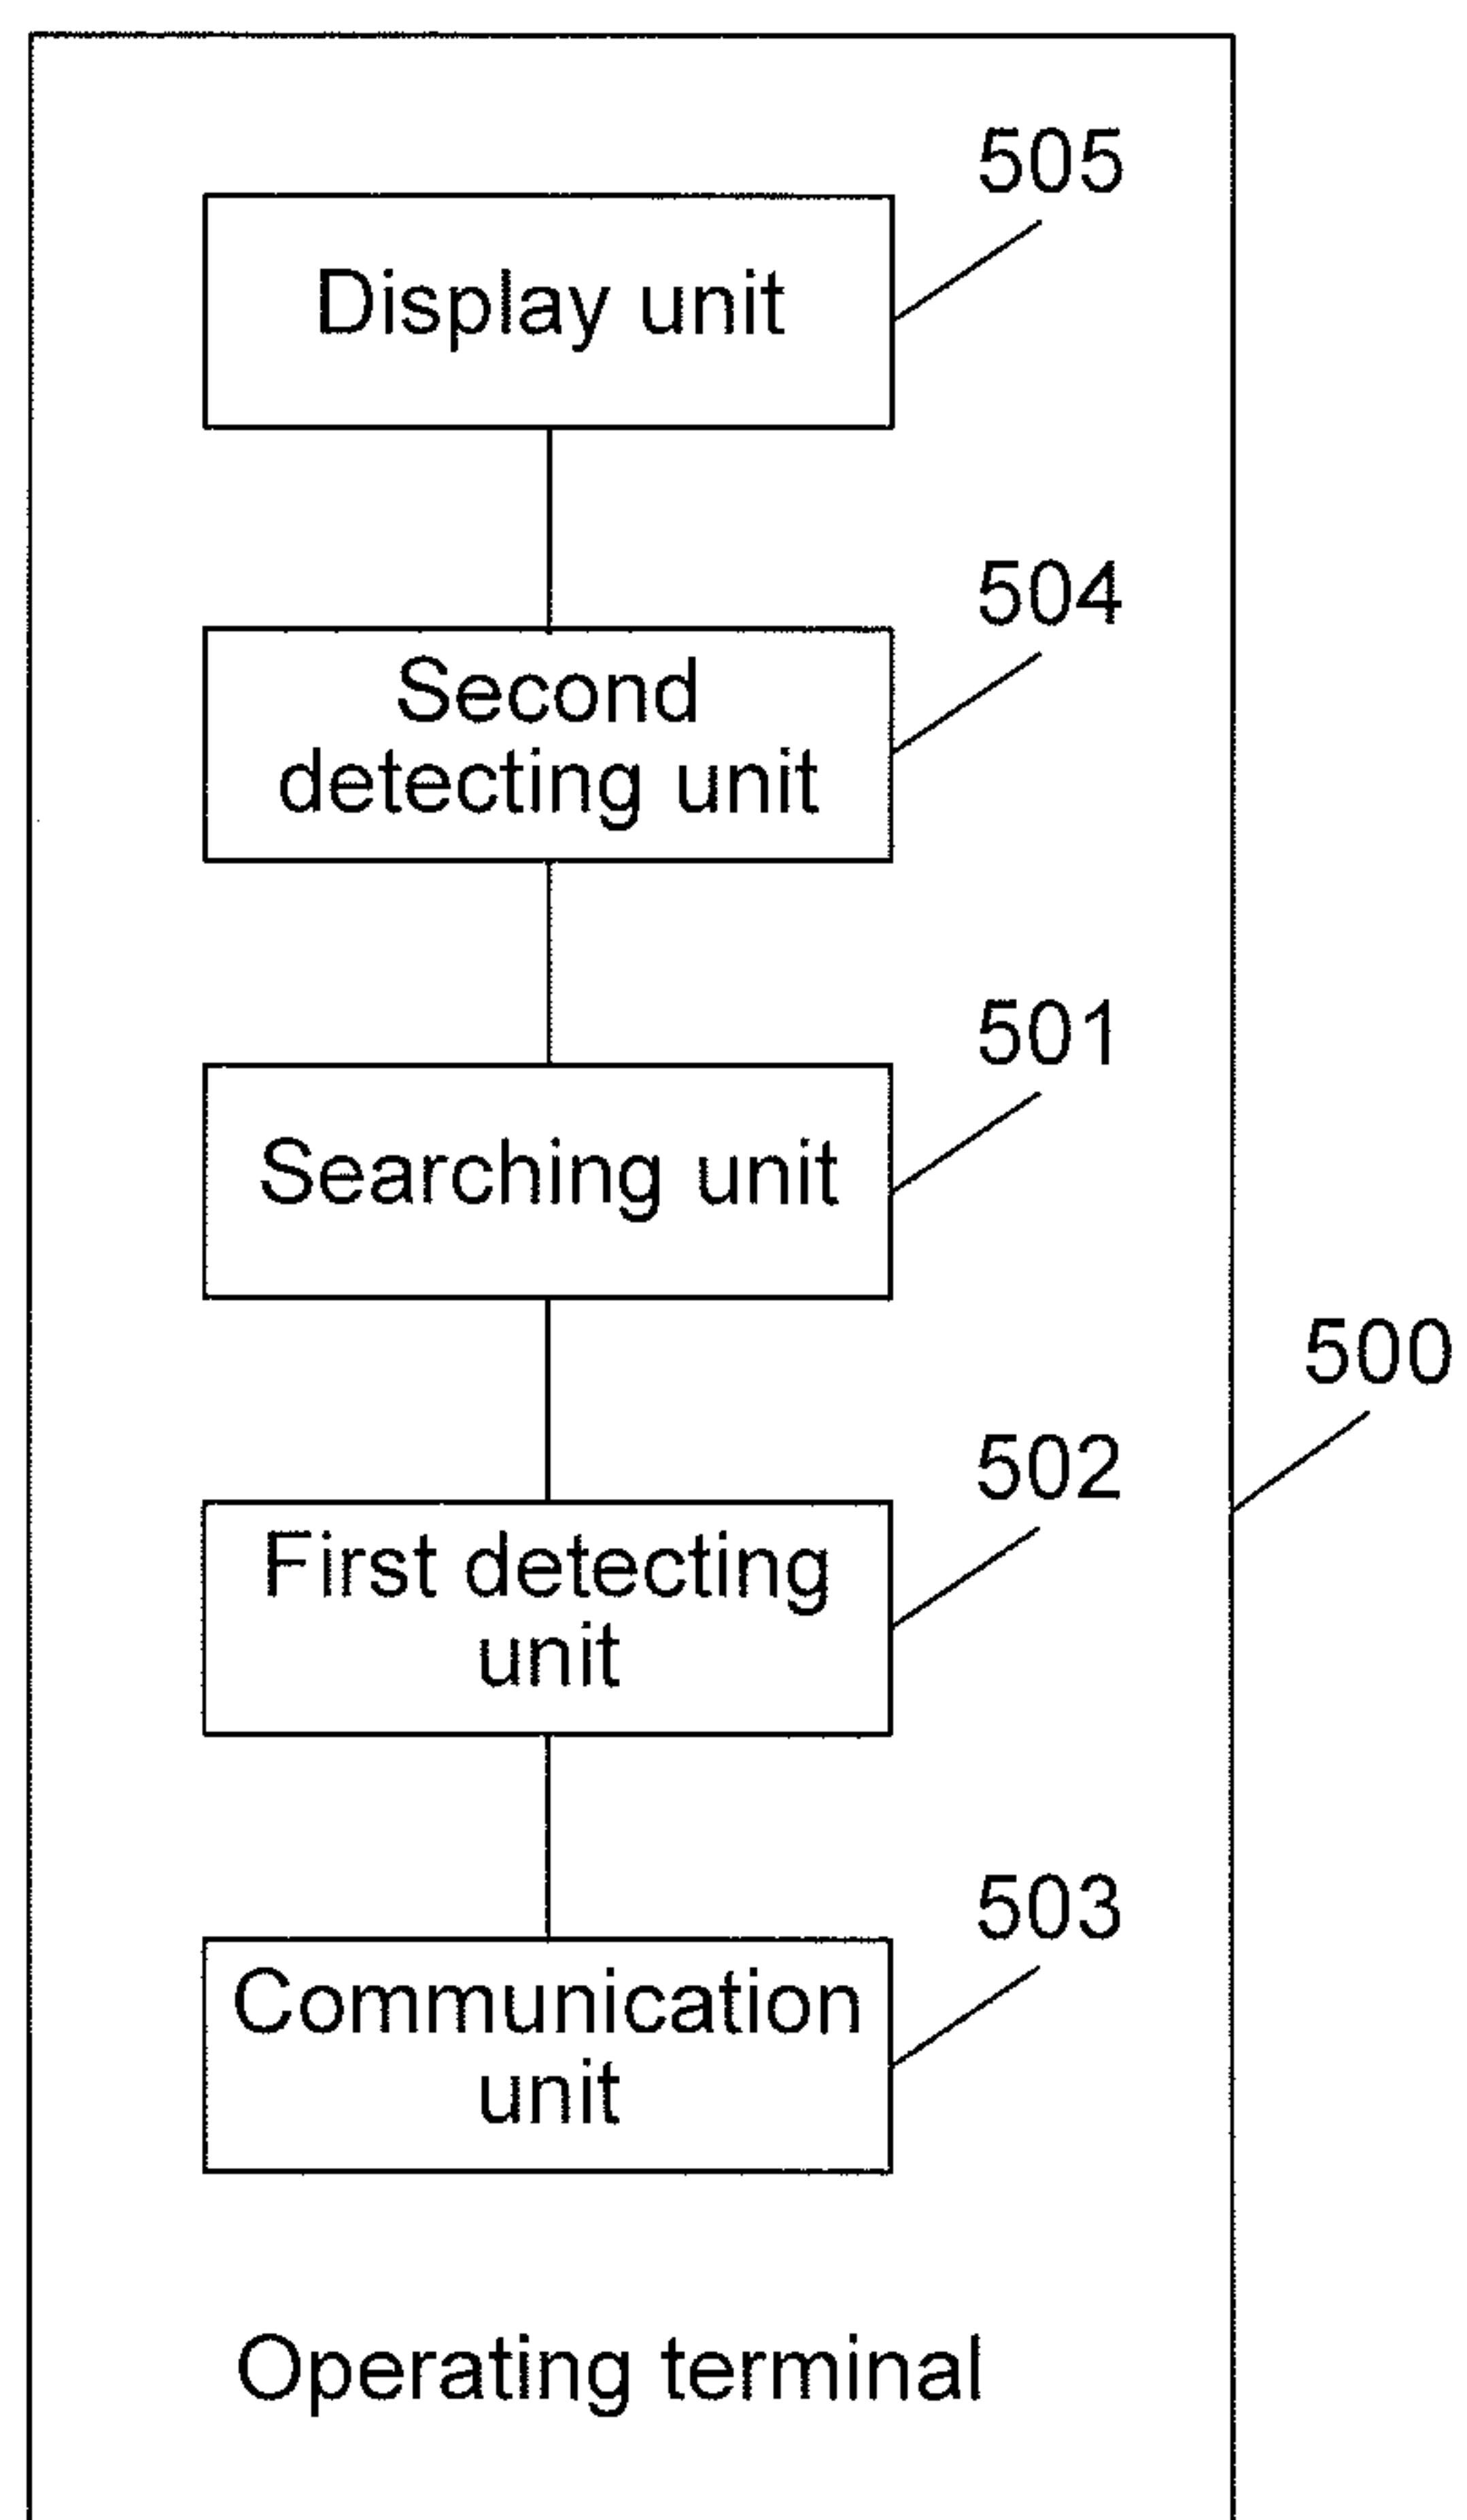 505
Display unit
504
Second
detecting unit
501
Searching unit
500
502
First detecting
unit
503
Communication
unit
Operating terminal